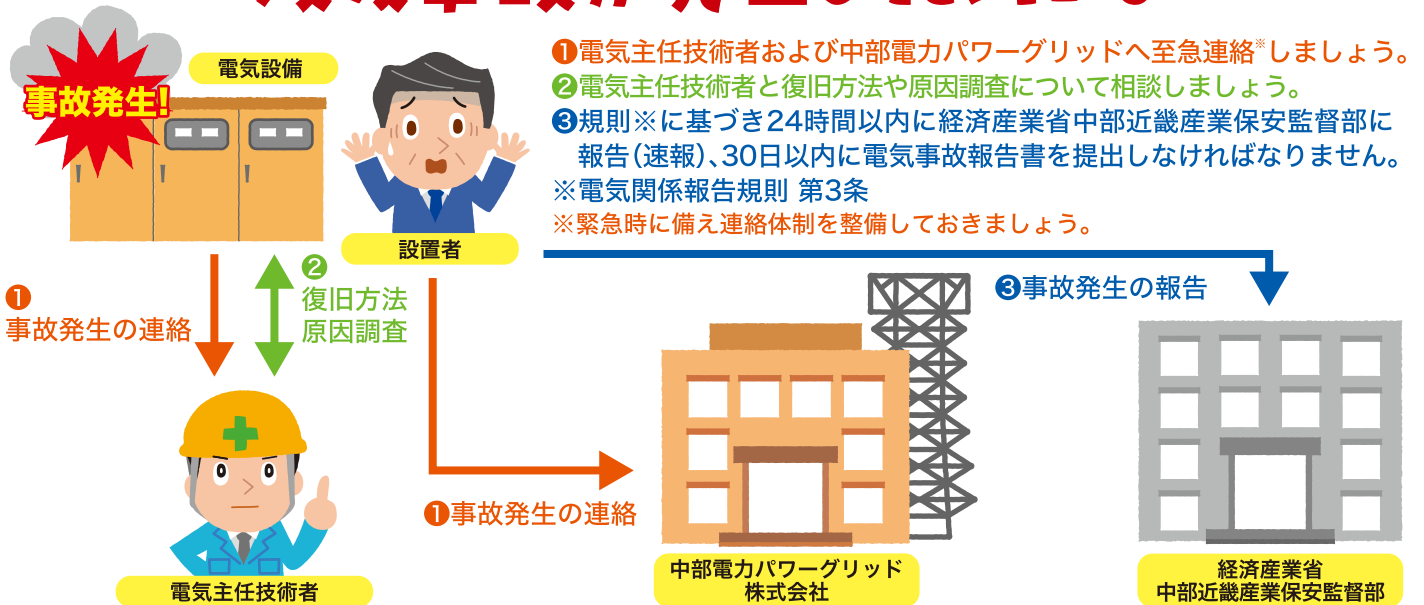 事故発生!
電気設備
設置者
❶電気主任技術者および中部電力パワーグリッドへ至急連絡※しましょう。
❷電気主任技術者と復旧方法や原因調査について相談しましょう。
❸規則※に基づき24時間以内に経済産業省中部近畿産業保安監督部に
報告(速報)、30日以内に電気事故報告書を提出しなければなりません。
※電気関係報告規則 第3条
※緊急時に備え連絡体制を整備しておきましょう。
❶
事故発生の連絡
❷
復旧方法
原因調査
❸事故発生の報告
❶事故発生の連絡
電気主任技術者
中部電力パワーグリッド
株式会社
経済産業省
中部近畿産業保安監督部